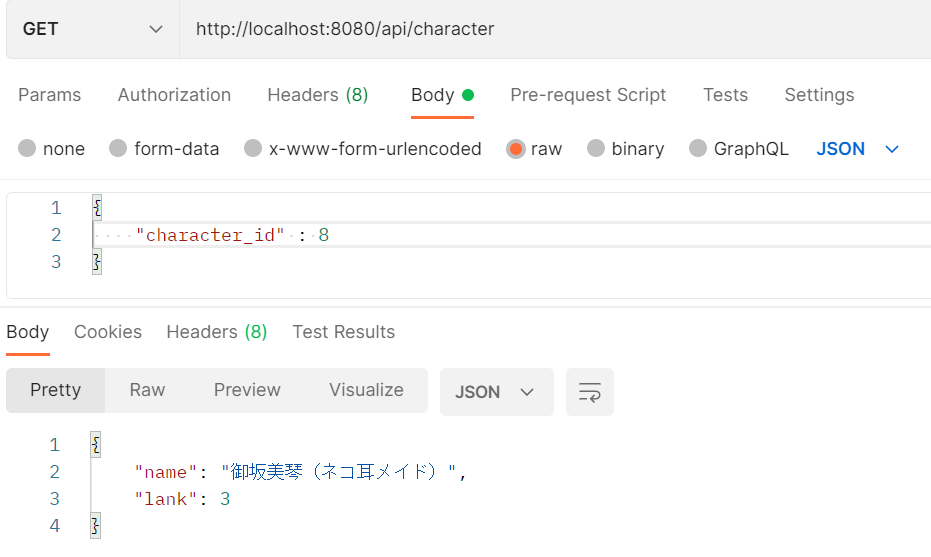 GET http://localhost:8080/api/character
Params Authorization Headers (8) Body Pre-request Script Tests Settings
none form-data x-www-form-urlencoded raw binary GraphQL JSON
1 {
2 "character_id" : 8
3 }
Body Cookies Headers (8) Test Results
Pretty Raw Preview Visualize JSON
1 {
2 "name": "御坂美琴（ネコ耳メイド）",
3 "lank": 3
4 }